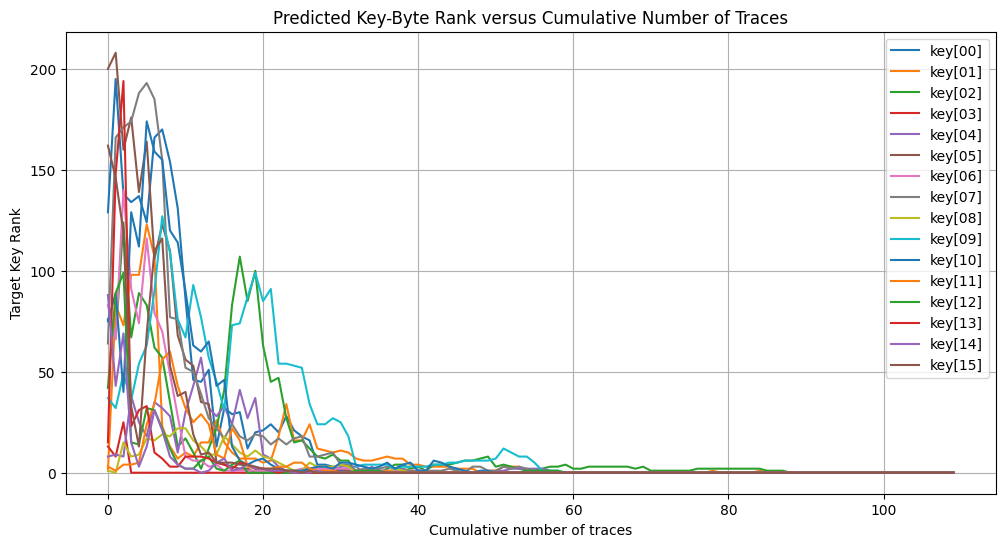 Predicted Key-Byte Rank versus Cumulative Number of Traces
Target Key Rank
200
150
100
50
0
0 20 40 60 80 100
Cumulative number of traces
key[00]
key[01]
key[02]
key[03]
key[04]
key[05]
key[06]
key[07]
key[08]
key[09]
key[10]
key[11]
key[12]
key[13]
key[14]
key[15]